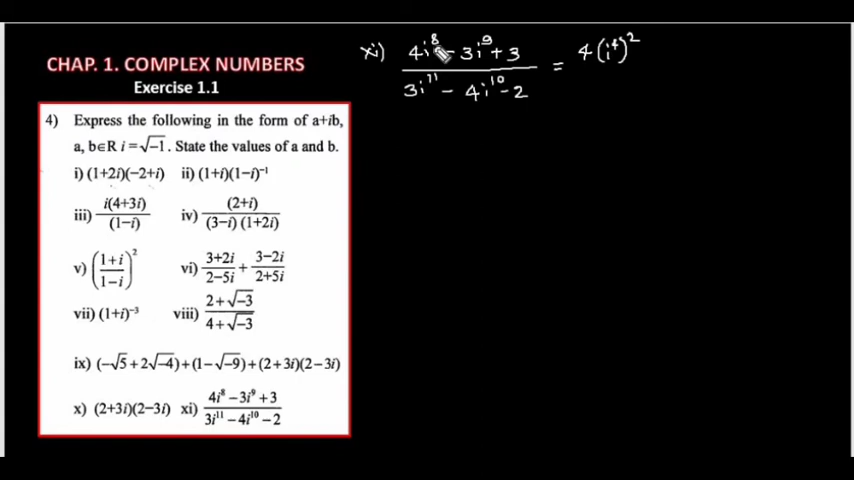 CHAP. 1. COMPLEX NUMBERS
Exercise 1.1
4) Express the following in the form of a+ib,
a, b∈R i = √−1. State the values of a and b.
i) (1+2i)(−2+i) ii) (1+i)(1−i)⁻¹
iii) i(4+3i)/(1−i) iv) (2+i)/(3−i) (1+2i)
v) (1+i/1−i)² vi) 3+2i/2−5i + 3−2i/2+5i
vii) (1+i)⁻³ viii) 2+√−3/4+√−3
ix) (−√5+2√−4)+(1−√−9)+(2+3i)(2−3i)
x) (2+3i)(2−3i) xi) 4i⁸−3i⁹+3/3i¹¹−4i¹⁰−2
xi) 4i⁸−3i⁹+3/3i¹¹−4i¹⁰−2 = 4(i⁴)²